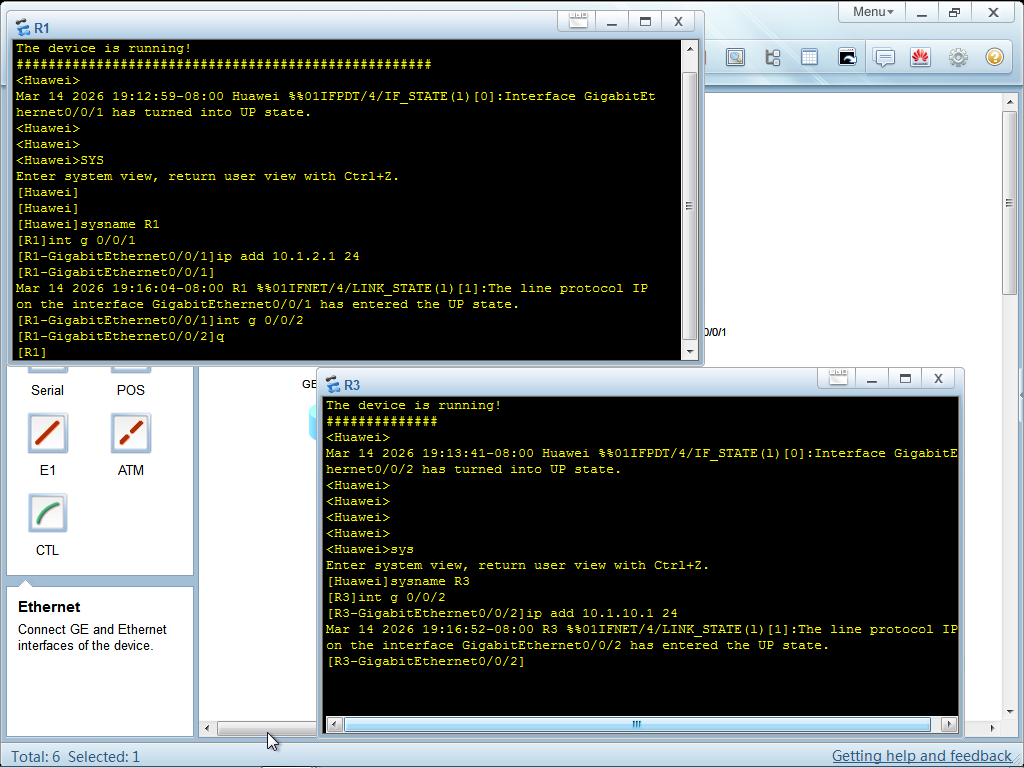 R1
Menu
The device is running!
####################################################
<Huawei>
Mar 14 2026 19:12:59-08:00 Huawei %%01IFPDT/4/IF_STATE(l)[0]:Interface GigabitEt
hernet0/0/1 has turned into UP state.
<Huawei>
<Huawei>
<Huawei>SYS
Enter system view, return user view with Ctrl+Z.
[Huawei]
[Huawei]
[Huawei]sysname R1
[R1]int g 0/0/1
[R1-GigabitEthernet0/0/1]ip add 10.1.2.1 24
[R1-GigabitEthernet0/0/1]
Mar 14 2026 19:16:04-08:00 R1 %%01IFNET/4/LINK_STATE(l)[1]:The line protocol IP
on the interface GigabitEthernet0/0/1 has entered the UP state.
[R1-GigabitEthernet0/0/1]int g 0/0/2
[R1-GigabitEthernet0/0/2]q
[R1]
0/0/1
Serial
POS
E1
ATM
CTL
GE
R3
The device is running!
##############
<Huawei>
Mar 14 2026 19:13:41-08:00 Huawei %%01IFPDT/4/IF_STATE(l)[0]:Interface GigabitE
hernet0/0/2 has turned into UP state.
<Huawei>
<Huawei>
<Huawei>
<Huawei>
<Huawei>sys
Enter system view, return user view with Ctrl+Z.
[Huawei]sysname R3
[R3]int g 0/0/2
[R3-GigabitEthernet0/0/2]ip add 10.1.10.1 24
Mar 14 2026 19:16:52-08:00 R3 %%01IFNET/4/LINK_STATE(l)[1]:The line protocol IP
on the interface GigabitEthernet0/0/2 has entered the UP state.
[R3-GigabitEthernet0/0/2]
Ethernet
Connect GE and Ethernet
interfaces of the device.
Total: 6 Selected: 1
Getting help and feedback